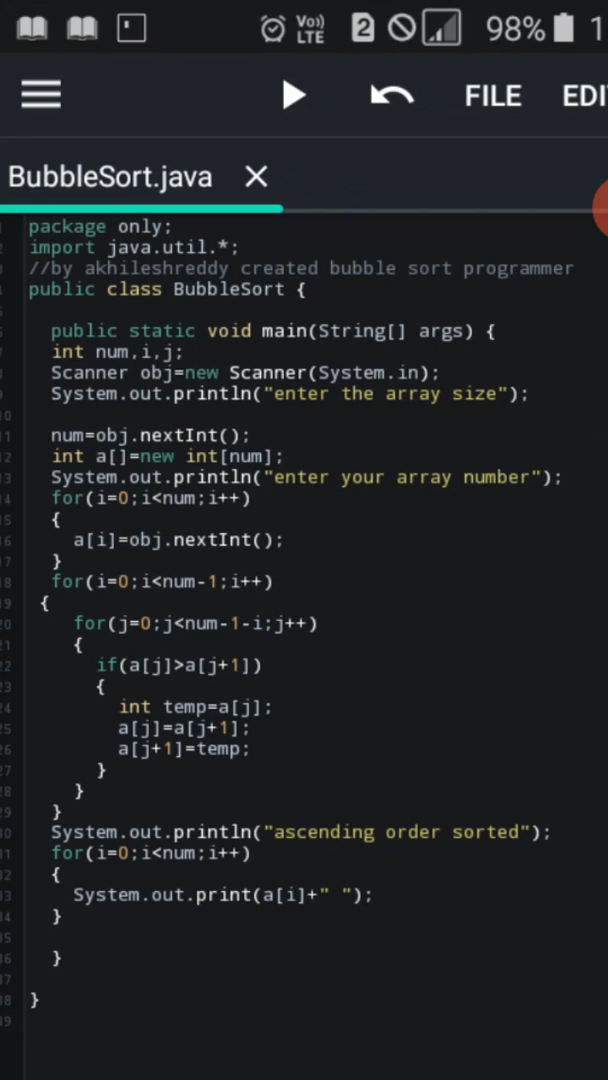 Vo))
LTE
2
98%
1
FILE
EDI
BubbleSort.java
package only;
import java.util.*;
//by akhileshreddy created bubble sort programmer
public class BubbleSort {
public static void main(String[] args) {
int num,i,j;
Scanner obj=new Scanner(System.in);
System.out.println("enter the array size");
num=obj.nextInt();
int a[]=new int[num];
System.out.println("enter your array number");
for(i=0;i<num;i++)
{
a[i]=obj.nextInt();
}
for(i=0;i<num-1;i++)
{
for(j=0;j<num-1-i;j++)
{
if(a[j]>a[j+1])
{
int temp=a[j];
a[j]=a[j+1];
a[j+1]=temp;
}
}
}
System.out.println("ascending order sorted");
for(i=0;i<num;i++)
{
System.out.print(a[i]+" ");
}
}
}